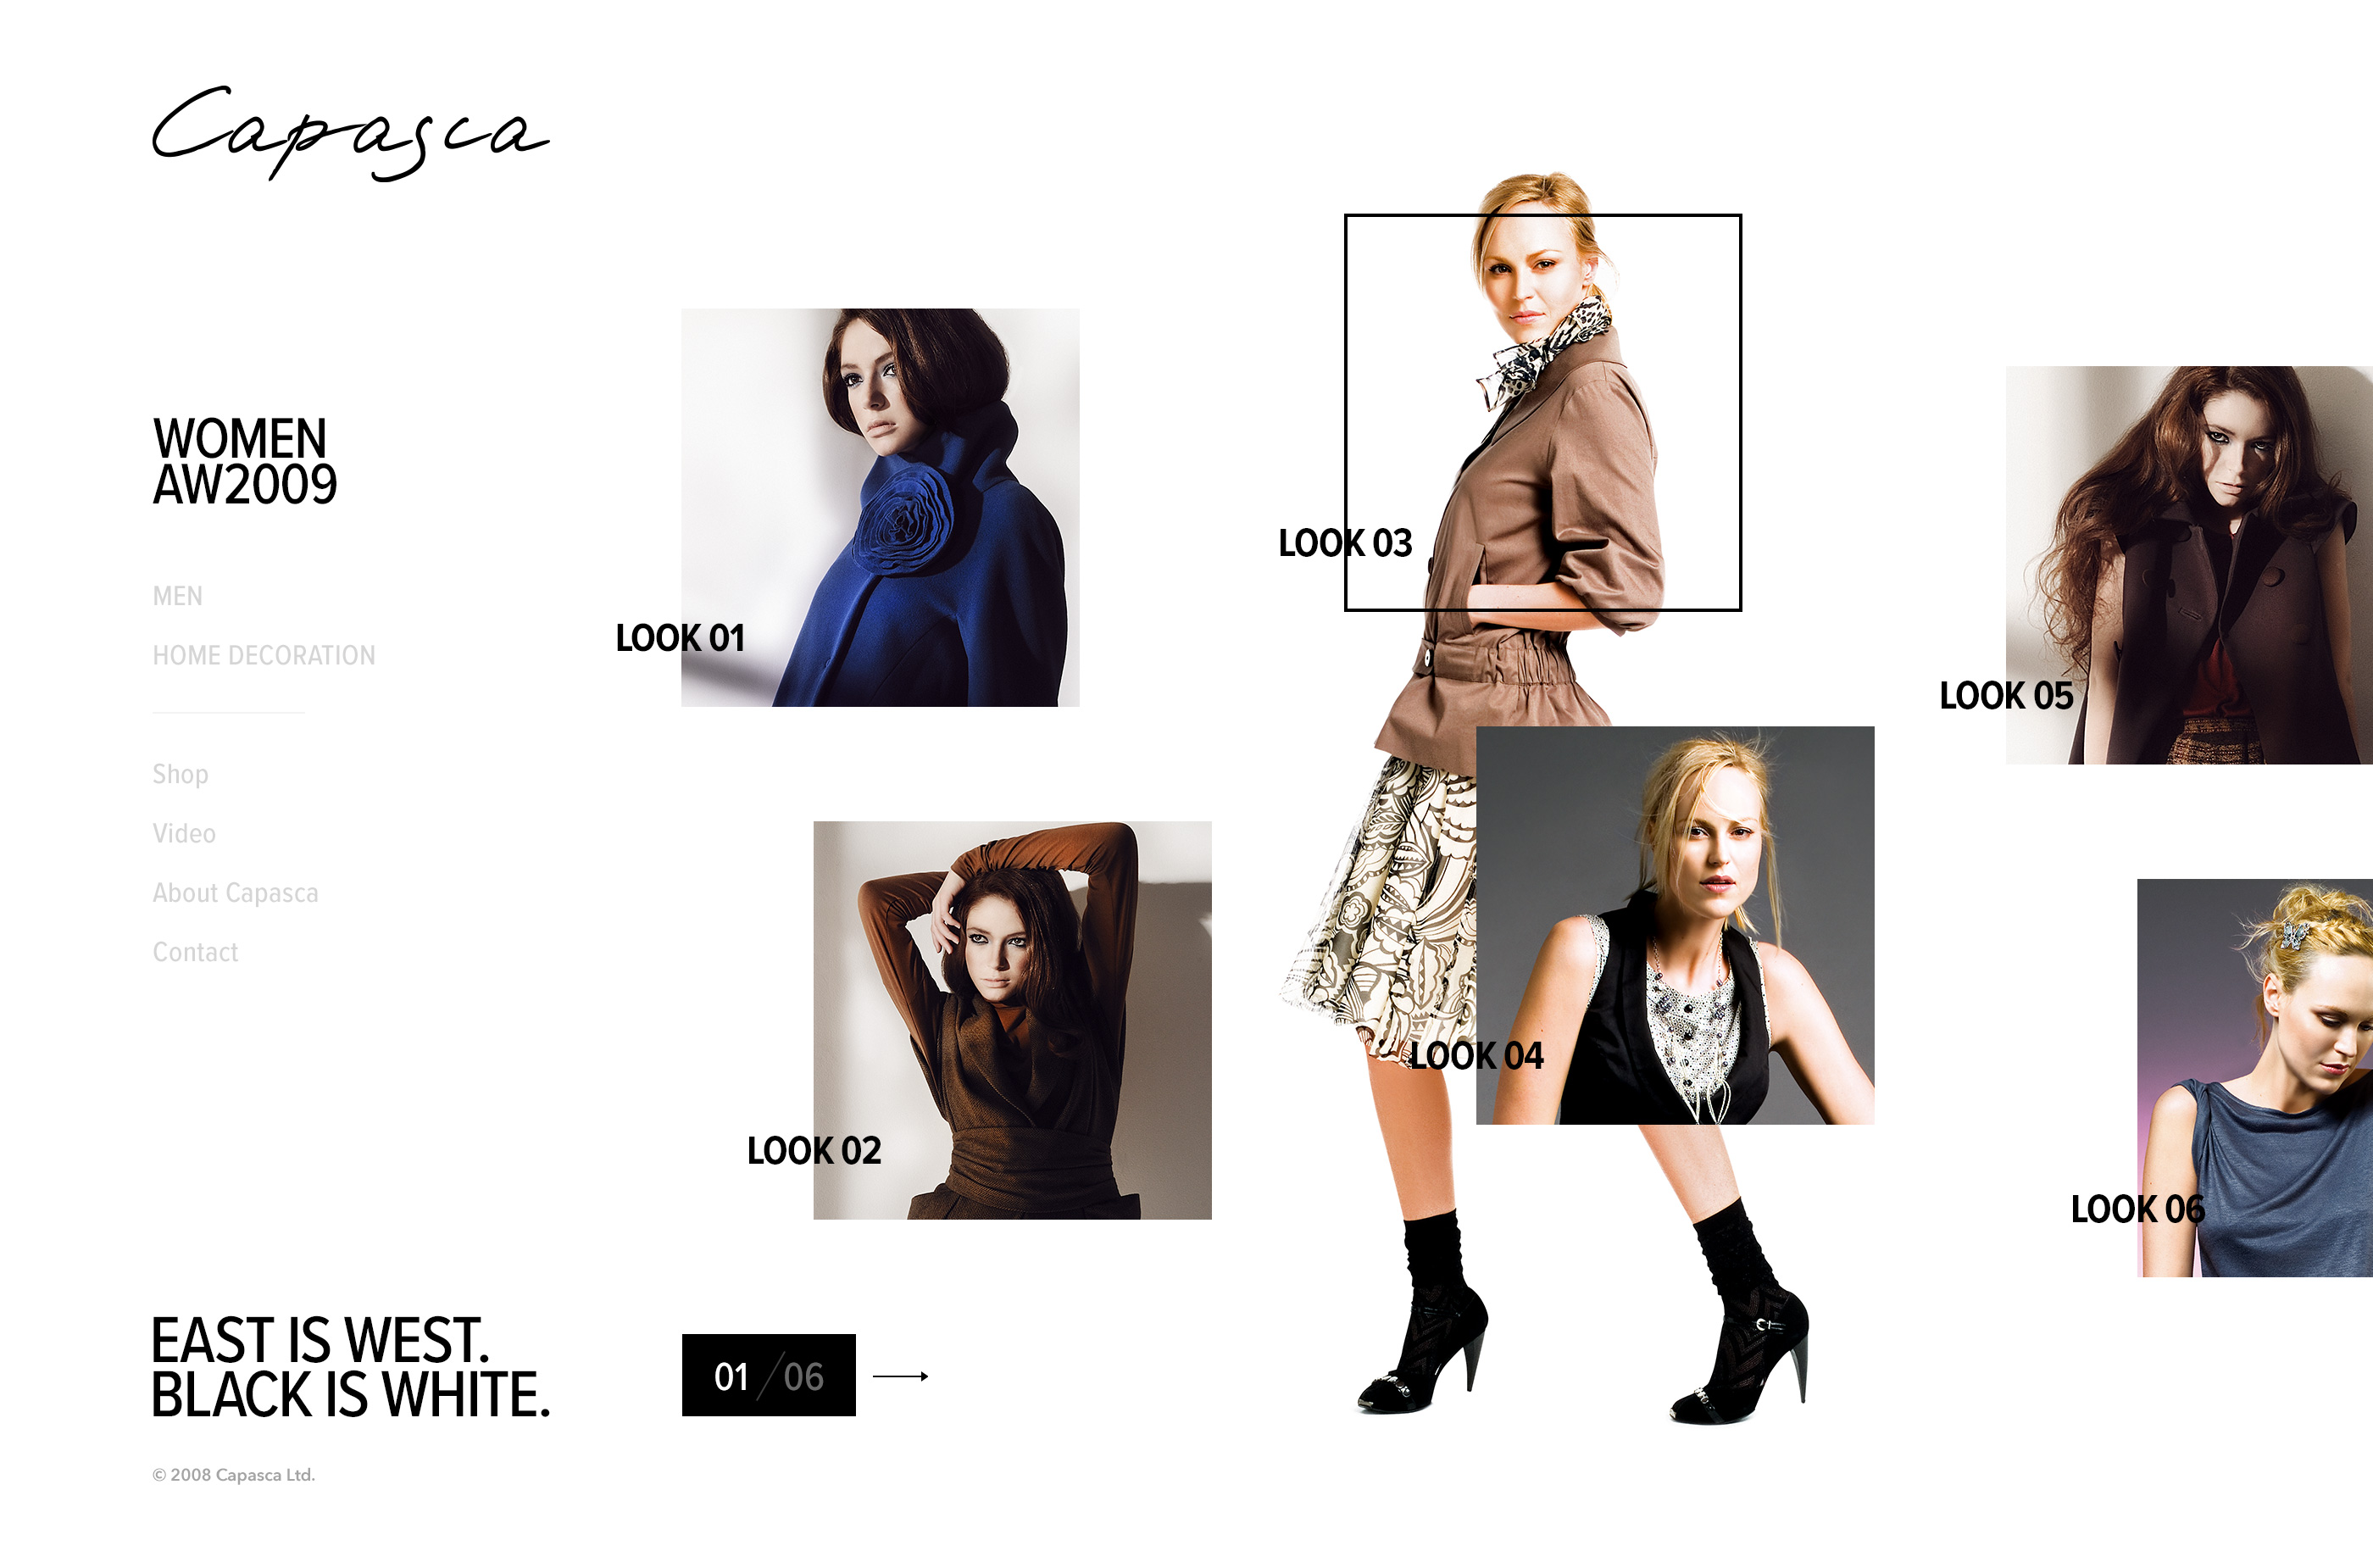 Capasca
WOMEN
AW2009
MEN
HOME DECORATION
Shop
Video
About Capasca
Contact
LOOK 01
LOOK 02
LOOK 03
LOOK 04
LOOK 05
LOOK 06
EAST IS WEST.
BLACK IS WHITE.
01 / 06
© 2008 Capasca Ltd.